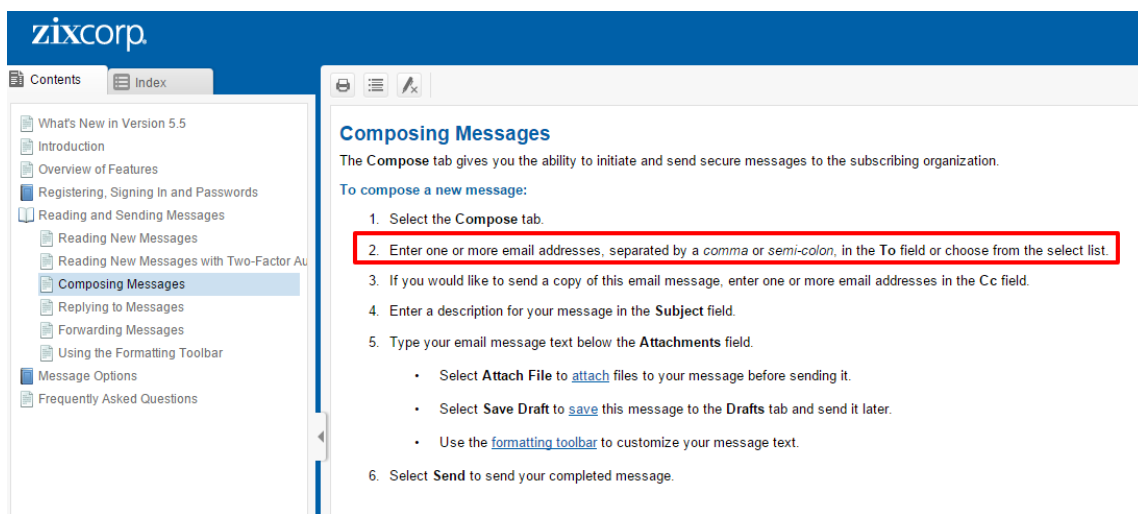 zixcorp.
Contents
Index
What's New in Version 5.5
Introduction
Overview of Features
Registering, Signing In and Passwords
Reading and Sending Messages
Reading New Messages
Reading New Messages with Two-Factor Au
Composing Messages
Replying to Messages
Forwarding Messages
Using the Formatting Toolbar
Message Options
Frequently Asked Questions
Composing Messages
The Compose tab gives you the ability to initiate and send secure messages to the subscribing organization.
To compose a new message:
1. Select the Compose tab.
2. Enter one or more email addresses, separated by a comma or semi-colon, in the To field or choose from the select list.
3. If you would like to send a copy of this email message, enter one or more email addresses in the Cc field.
4. Enter a description for your message in the Subject field.
5. Type your email message text below the Attachments field.
• Select Attach File to attach files to your message before sending it.
• Select Save Draft to save this message to the Drafts tab and send it later.
• Use the formatting toolbar to customize your message text.
6. Select Send to send your completed message.